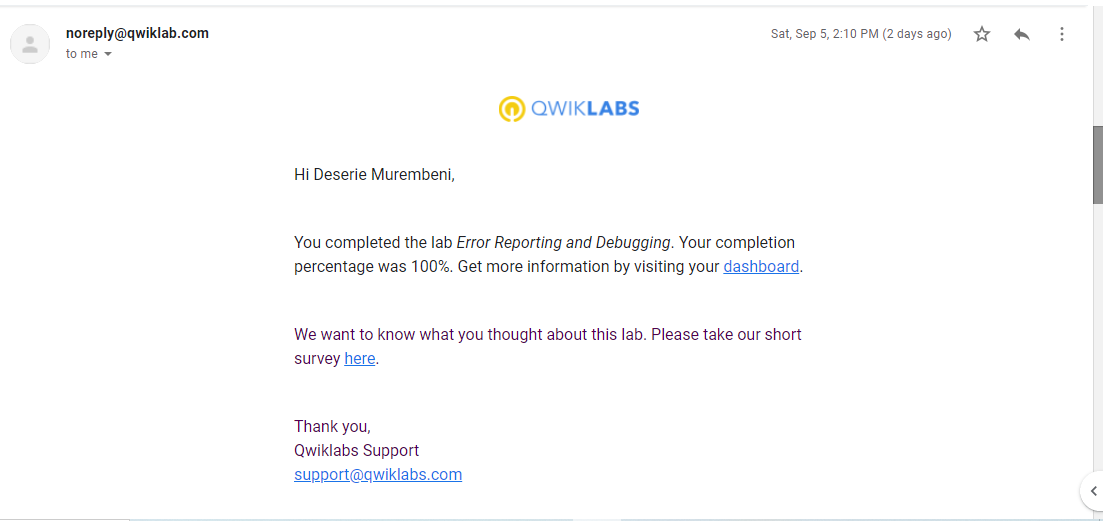 noreply@qwiklab.com
Sat, Sep 5, 2:10 PM (2 days ago)
to me
QWIKLABS
Hi Deserie Murembeni,
You completed the lab Error Reporting and Debugging. Your completion
percentage was 100%. Get more information by visiting your dashboard.
We want to know what you thought about this lab. Please take our short
survey here.
Thank you,
Qwiklabs Support
support@qwiklabs.com